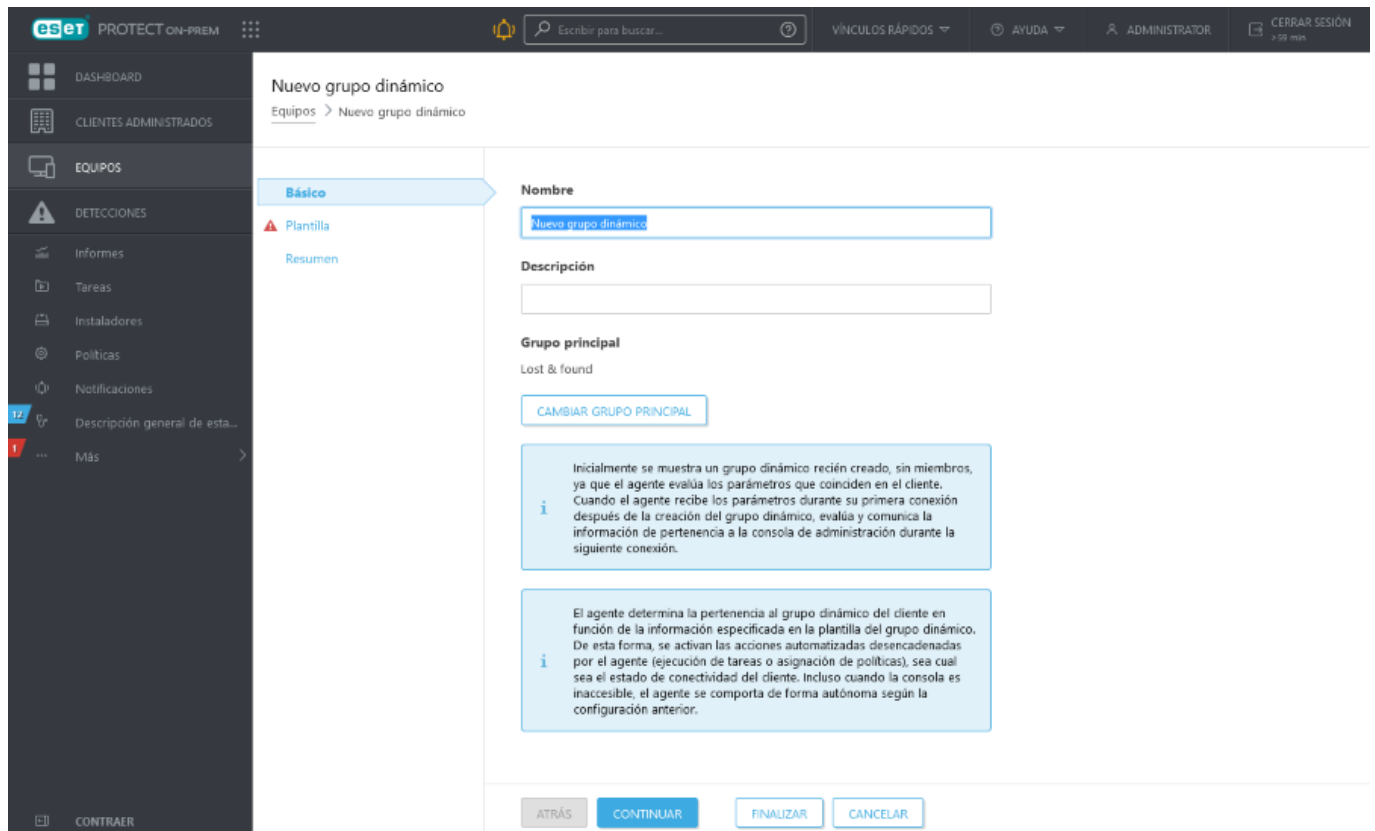 eset PROTECT ON-PREM
Escribir para buscar...
VÍNCULOS RÁPIDOS
AYUDA
ADMINISTRATOR
CERRAR SESIÓN
>59 min
DASHBOARD
CLIENTES ADMINISTRADOS
EQUIPOS
DETECCIONES
Informes
Tareas
Instaladores
Políticas
Notificaciones
12
Descripción general de esta...
1
Más
CONTRAER
Nuevo grupo dinámico
Equipos > Nuevo grupo dinámico
Básico
Plantilla
Resumen
Nombre
Nuevo grupo dinámico
Descripción
Grupo principal
Lost & found
CAMBIAR GRUPO PRINCIPAL
Inicialmente se muestra un grupo dinámico recién creado, sin miembros,
ya que el agente evalúa los parámetros que coinciden en el cliente.
Cuando el agente recibe los parámetros durante su primera conexión
después de la creación del grupo dinámico, evalúa y comunica la
información de pertenencia a la consola de administración durante la
siguiente conexión.
El agente determina la pertenencia al grupo dinámico del cliente en
función de la información especificada en la plantilla del grupo dinámico.
De esta forma, se activan las acciones automatizadas desencadenadas
por el agente (ejecución de tareas o asignación de políticas), sea cual
sea el estado de conectividad del cliente. Incluso cuando la consola es
inaccesible, el agente se comporta de forma autónoma según la
configuración anterior.
ATRÁS
CONTINUAR
FINALIZAR
CANCELAR